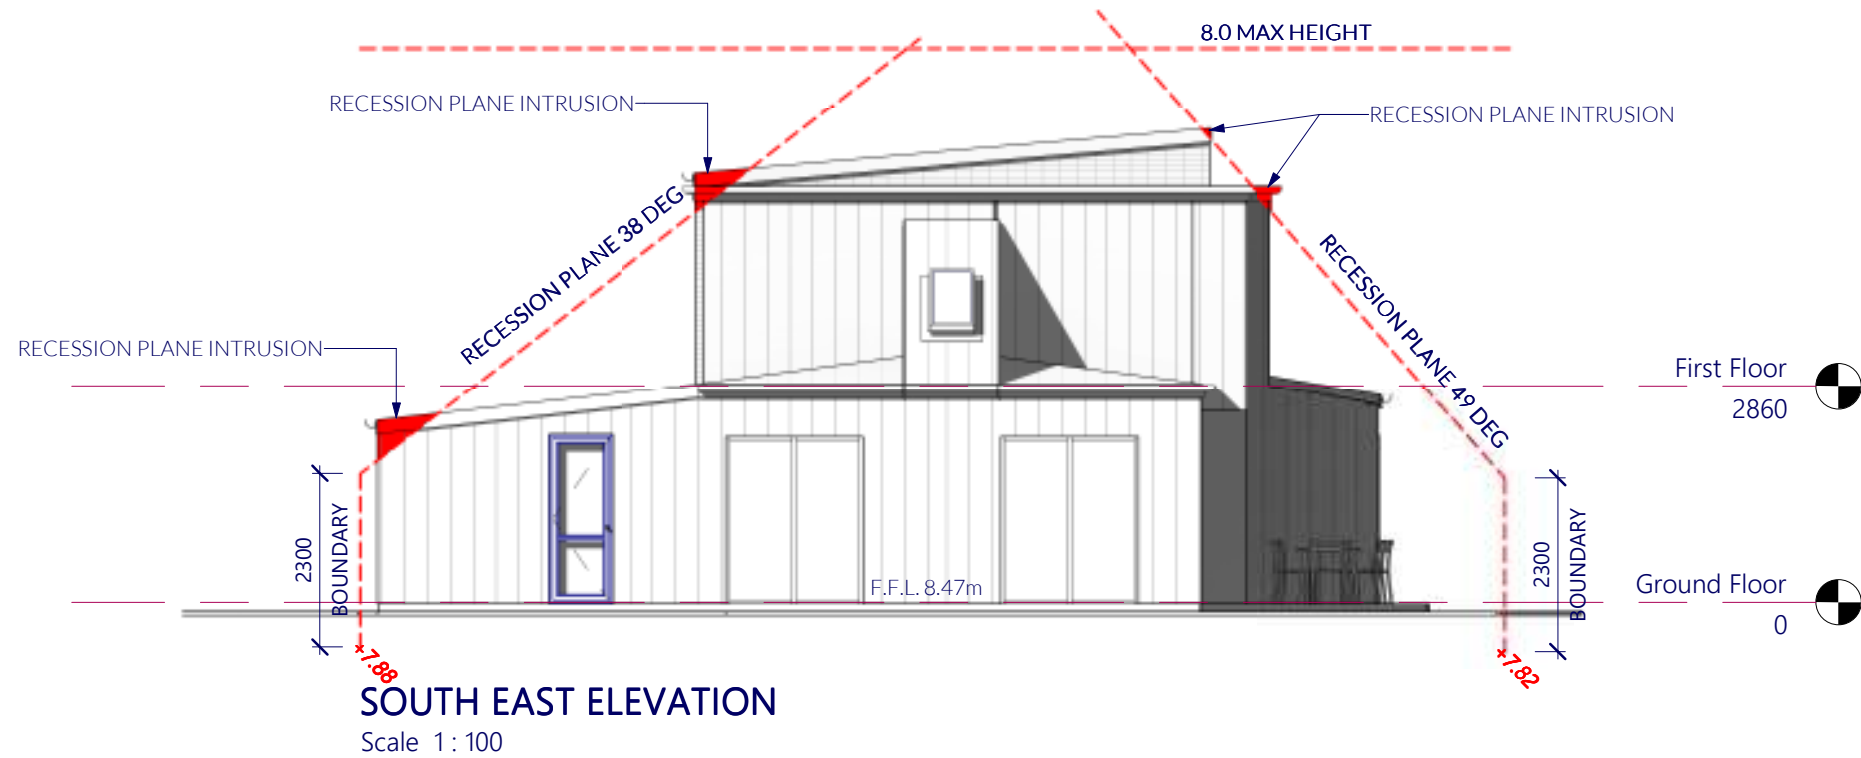 8.0 MAX HEIGHT
RECESSION PLANE INTRUSION
RECESSION PLANE INTRUSION
RECESSION PLANE 38 DEG
RECESSION PLANE 49 DEG
RECESSION PLANE INTRUSION
First Floor
2860
2300
BOUNDARY
F.F.L. 8.47m
2300
BOUNDARY
Ground Floor
0
+7.88
+7.82
SOUTH EAST ELEVATION
Scale 1 : 100